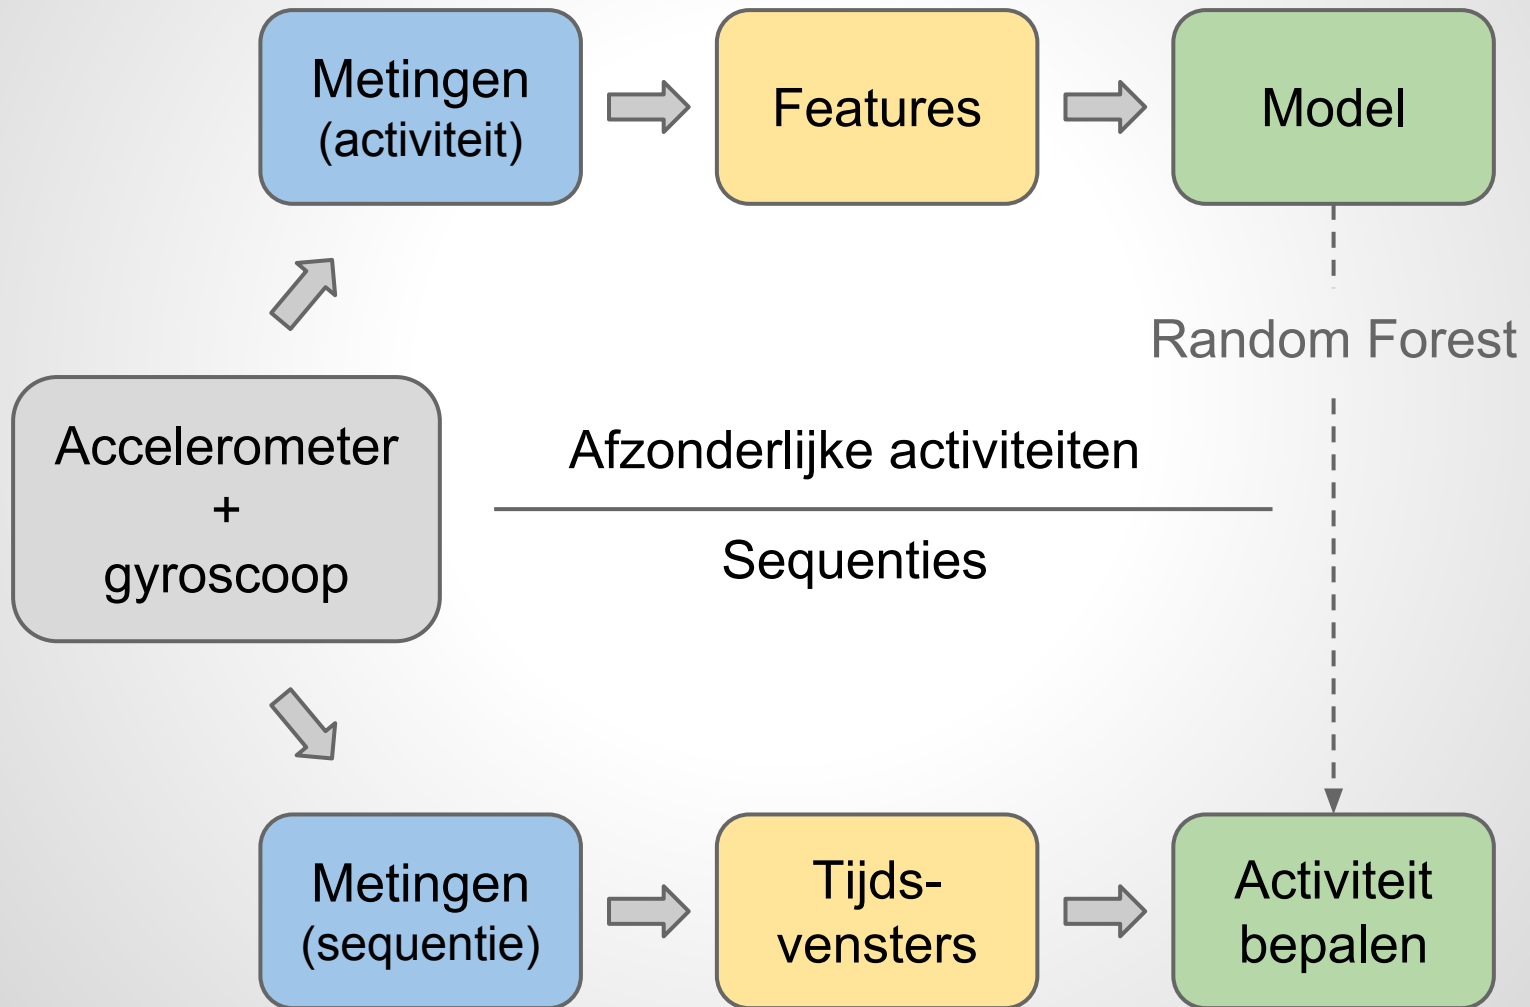 Metingen
(activiteit)
Features
Model
Random Forest
Accelerometer
+
gyroscoop
Afzonderlijke activiteiten
Sequenties
Metingen
(sequentie)
Tijds-
vensters
Activiteit
bepalen